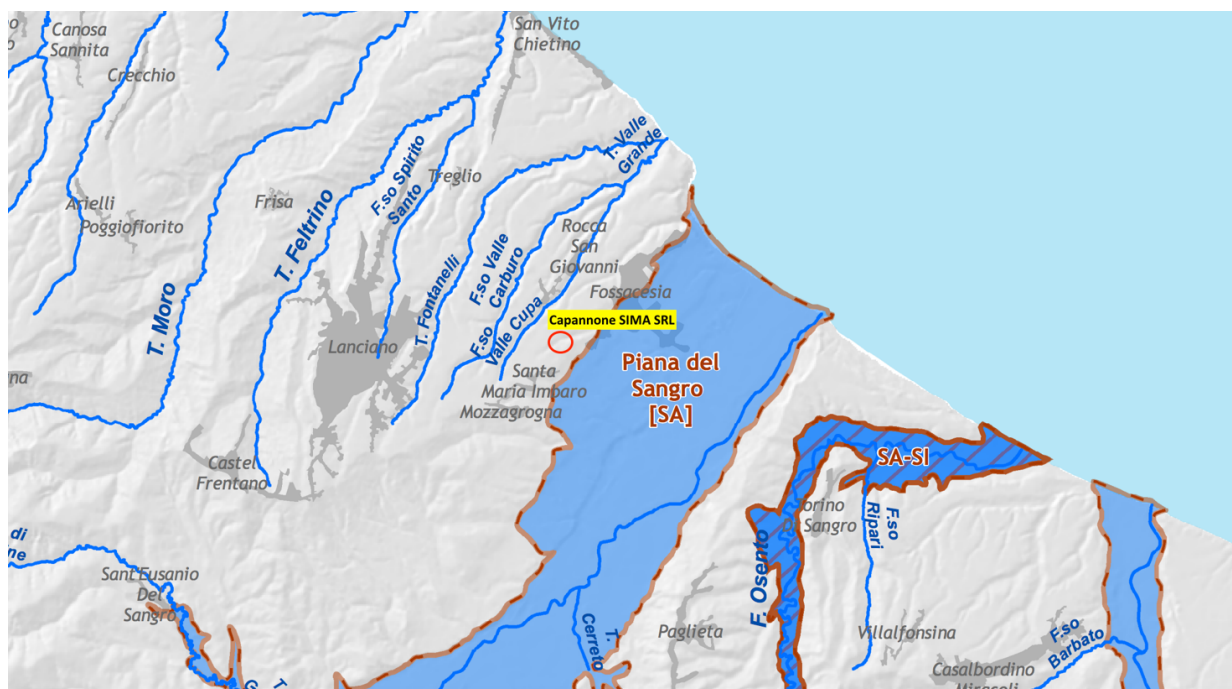 Canosa
Sannita
Crecchio
San Vito
Chietino
T. Valle
Grande
F.so Spirito
Santo
Treglio
Frisa
Arielli
Poggiofiorito
T. Feltrino
T. Moro
Rocca
San
Giovanni
F.so Valle
Carburo
T. Fontanelli
F.so
Valle Cupa
Fossacesia
Capannone SIMA SRL
Lanciano
Santa
Maria Imbaro
Mozzagrogna
Piana del
Sangro
[SA]
Castel
Frentano
SA-SI
F.so
Ripari
di Sangro
F. Osento
Sant'Eusanio
Del
Sangro
T.
Cerreto
Paglieta
Villalfonsina
F.so
Barbato
Casalbordino
Miracoli